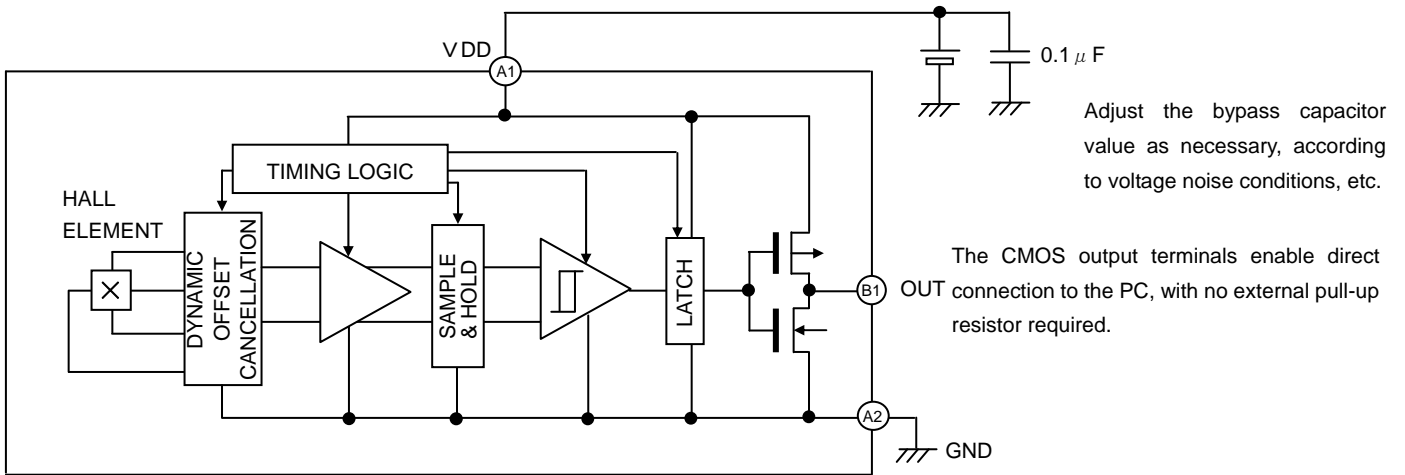 VDD
A1
0.1μF
Adjust the bypass capacitor
value as necessary, according
to voltage noise conditions, etc.
TIMING LOGIC
HALL
ELEMENT
DYNAMIC
OFFSET
CANCELLATION
SAMPLE
& HOLD
LATCH
B1
OUT
The CMOS output terminals enable direct
connection to the PC, with no external pull-up
resistor required.
A2
GND